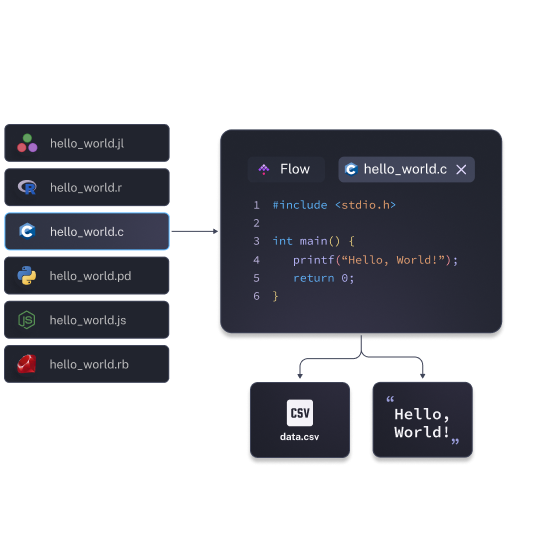 hello_world.jl
hello_world.r
hello_world.c
hello_world.pd
hello_world.js
hello_world.rb
Flow
hello_world.c
1 #include <stdio.h>
2
3 int main() {
4 printf(“Hello, World!”);
5 return 0;
6 }
CSV
data.csv
“Hello,
World!”